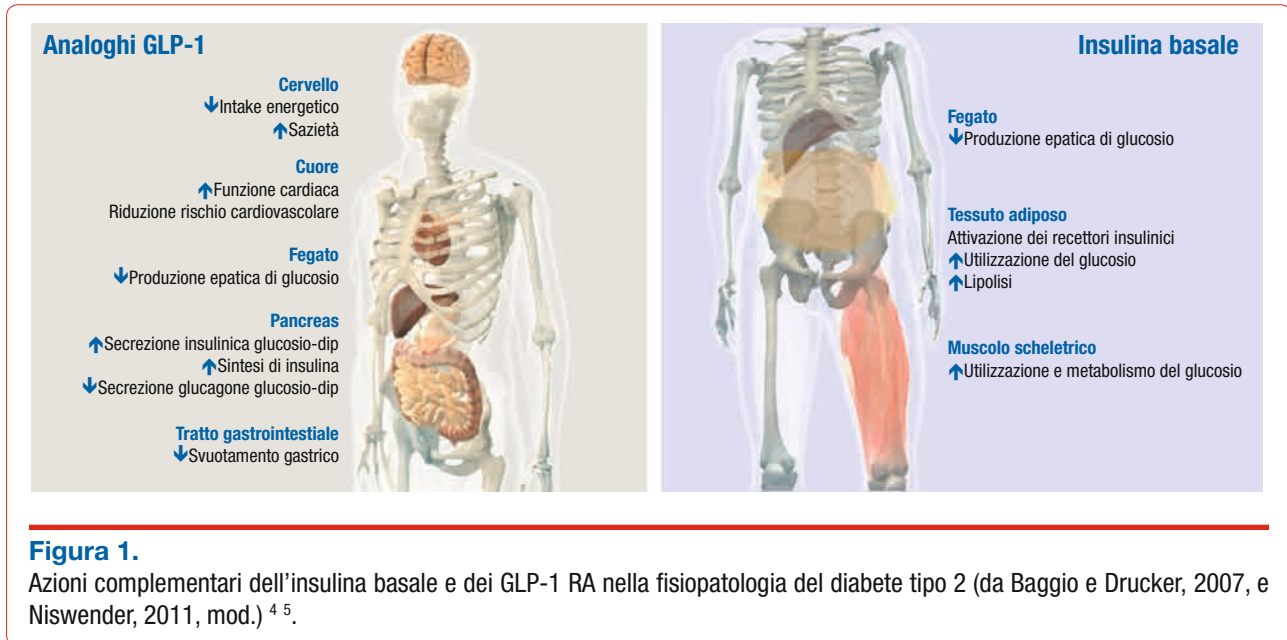 Analoghi GLP-1
Cervello
↓Intake energetico
↑Sazietà
Cuore
↑Funzione cardiaca
Riduzione rischio cardiovascolare
Fegato
↓Produzione epatica di glucosio
Pancreas
↑Secrezione insulinica glucosio-dip
↑Sintesi di insulina
↓Secrezione glucagone glucosio-dip
Tratto gastrointestiale
↓Svuotamento gastrico
Insulina basale
Fegato
↓Produzione epatica di glucosio
Tessuto adiposo
Attivazione dei recettori insulinici
↑Utilizzazione del glucosio
↑Lipolisi
Muscolo scheletrico
↑Utilizzazione e metabolismo del glucosio
Figura 1.
Azioni complementari dell'insulina basale e dei GLP-1 RA nella fisiopatologia del diabete tipo 2 (da Baggio e Drucker, 2007, e
Niswender, 2011, mod.) 4 5.